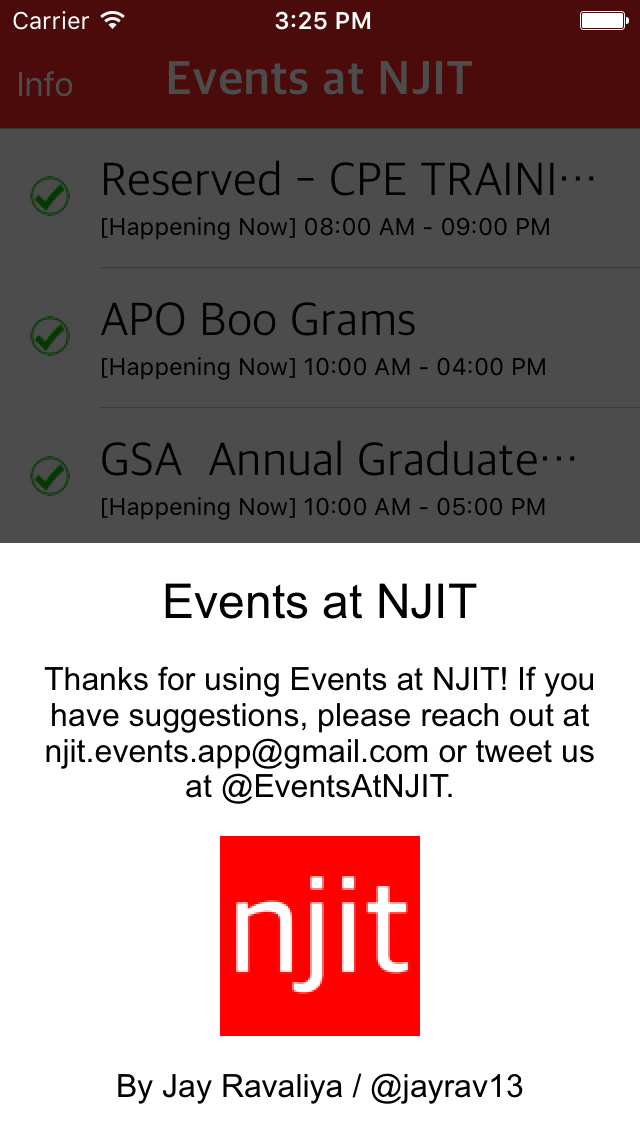 Carrier 3:25 PM
Info Events at NJIT
Reserved – CPE TRAINI⋯
[Happening Now] 08:00 AM - 09:00 PM
APO Boo Grams
[Happening Now] 10:00 AM - 04:00 PM
GSA  Annual Graduate⋯
[Happening Now] 10:00 AM - 05:00 PM
Events at NJIT
Thanks for using Events at NJIT! If you
have suggestions, please reach out at
njit.events.app@gmail.com or tweet us
at @EventsAtNJIT.
njit
By Jay Ravaliya / @jayrav13